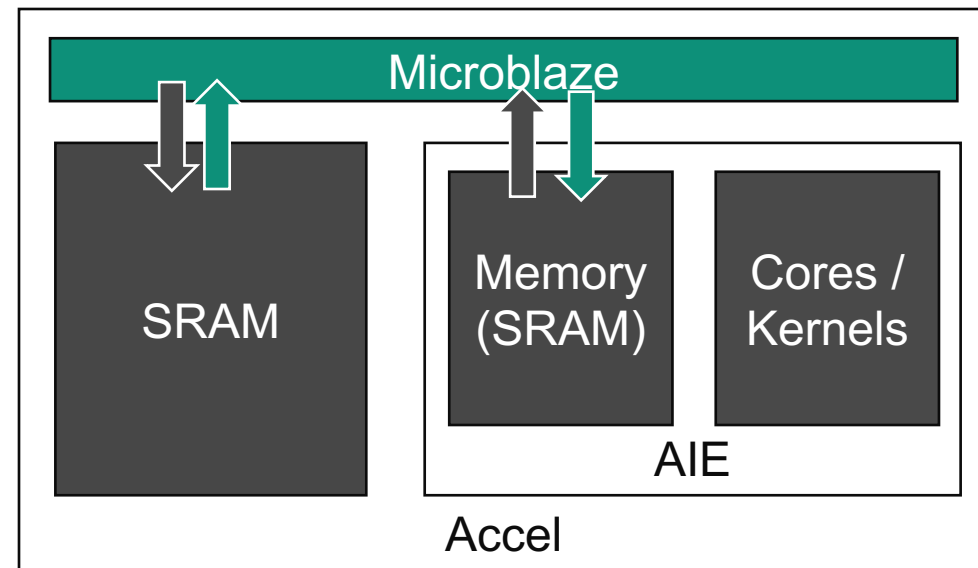 Microblaze
SRAM
Memory
(SRAM)
Cores /
Kernels
AIE
Accel